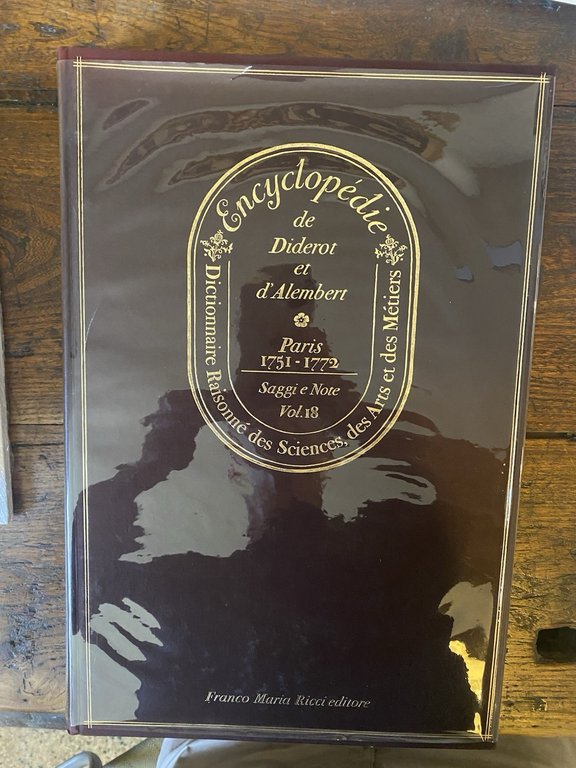 Encyclopédie
de
Diderot
et
d'Alembert
Paris
1751-1772
Saggi e Note
Vol.18
Dictionnaire Raisonné des Sciences, des Arts et des Métiers
Franco Maria Ricci editore